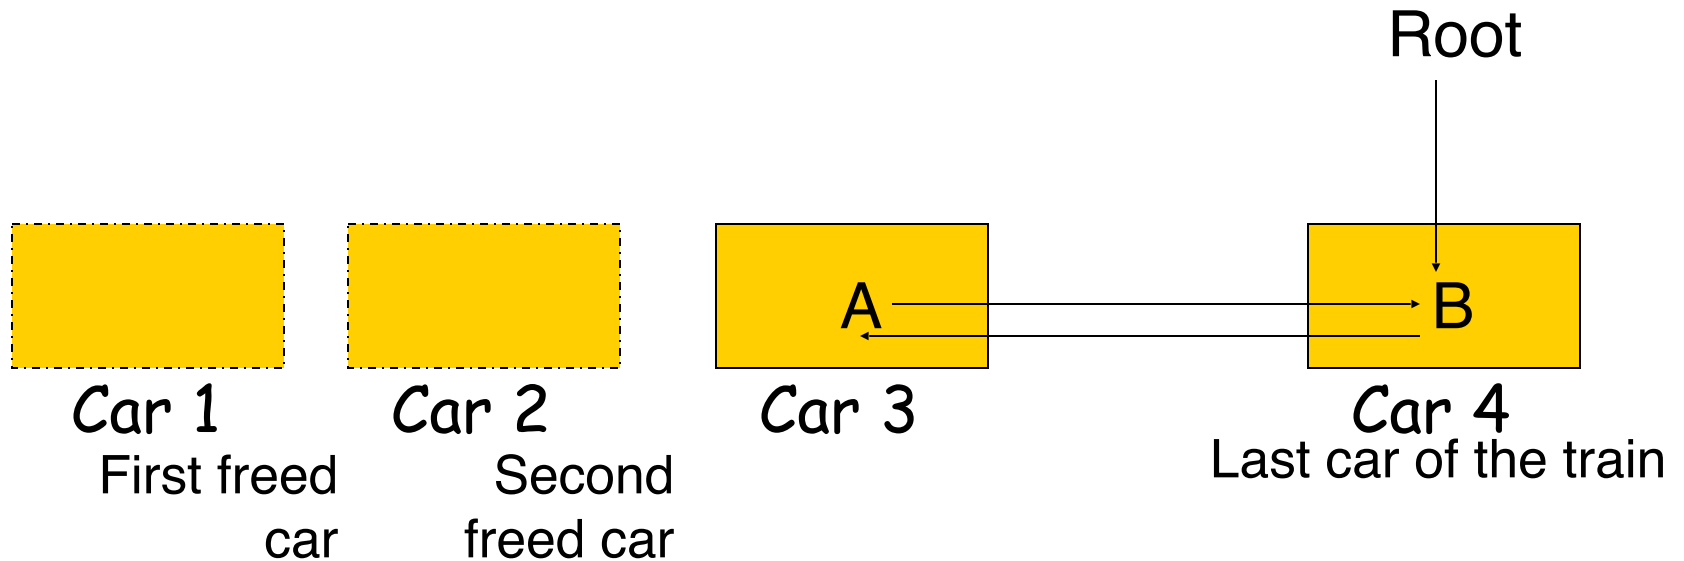 Root
A
B
Car 1
Car 2
Car 3
Car 4
First freed
car
Second
freed car
Last car of the train